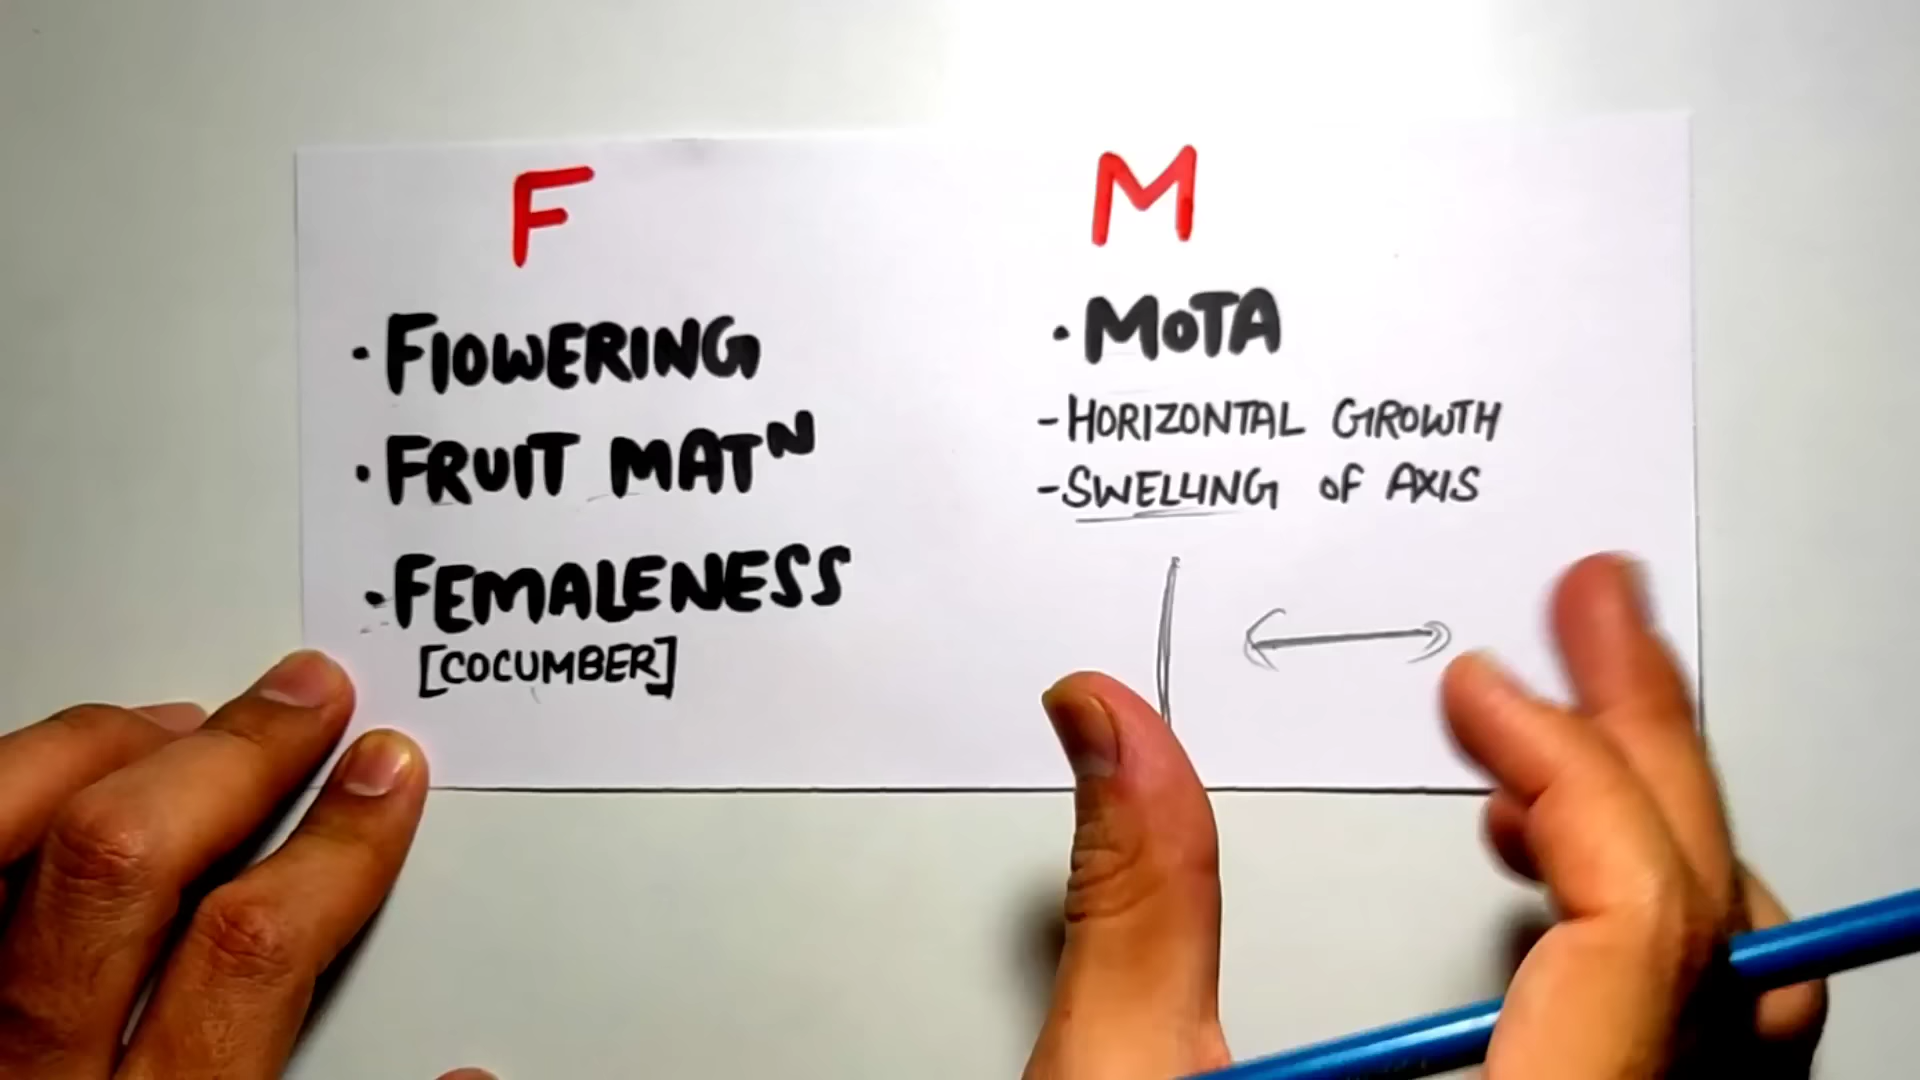 F
• FlOWERING
• FRUIT MATᴺ
• FEMALENESS
[COCUMBER]
M
• MOTA
- HORIZONTAL GROWTH
- SWELLING OF AXIS